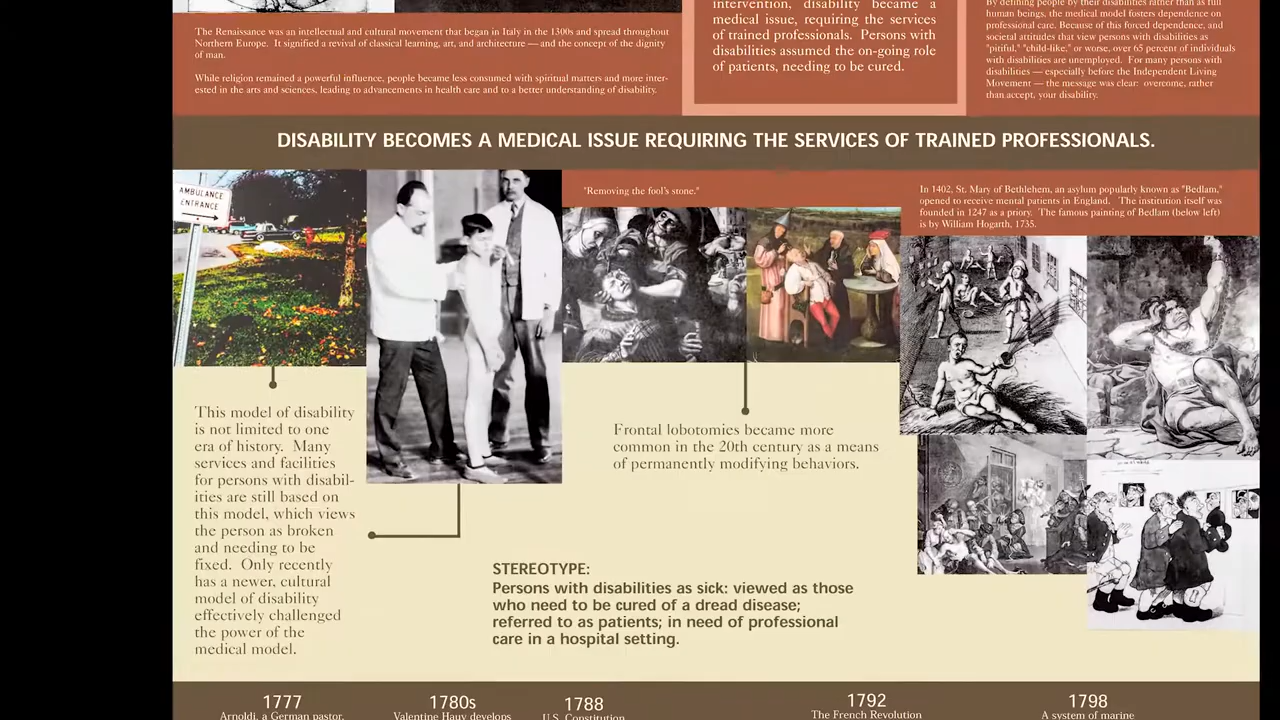 The Renaissance was an intellectual and cultural movement that began in Italy in the 1300s and spread throughout
Northern Europe. It signified a revival of classical learning, art, and architecture — and the concept of the dignity
of man.
While religion remained a powerful influence, people became less consumed with spiritual matters and more inter-
ested in the arts and sciences, leading to advancements in health care and to a better understanding of disability.
intervention, disability became a
medical issue, requiring the services
of trained professionals. Persons with
disabilities assumed the on-going role
of patients, needing to be cured.
By defining people by their disabilities rather than as full
human beings, the medical model fosters dependence on
professional care. Because of this forced dependence, and
societal attitudes that view persons with disabilities as
"pitiful," "child-like," or worse, over 65 percent of individuals
with disabilities are unemployed. For many persons with
disabilities — especially before the Independent Living
Movement — the message was clear: overcome, rather
than accept, your disability.
DISABILITY BECOMES A MEDICAL ISSUE REQUIRING THE SERVICES OF TRAINED PROFESSIONALS.
AMBULANCE
ENTRANCE
"Removing the fool's stone."
In 1402, St. Mary of Bethlehem, an asylum popularly known as "Bedlam,"
opened to receive mental patients in England. The institution itself was
founded in 1247 as a priory. The famous painting of Bedlam (below left)
is by William Hogarth, 1735.
This model of disability
is not limited to one
era of history. Many
services and facilities
for persons with disabil-
ities are still based on
this model, which views
the person as broken
and needing to be
fixed. Only recently
has a newer, cultural
model of disability
effectively challenged
the power of the
medical model.
Frontal lobotomies became more
common in the 20th century as a means
of permanently modifying behaviors.
STEREOTYPE:
Persons with disabilities as sick: viewed as those
who need to be cured of a dread disease;
referred to as patients; in need of professional
care in a hospital setting.
1777
Arnoldi, a German pastor,
1780s
Valentine Hauy develops
1788
U.S. Constitution
1792
The French Revolution
1798
A system of marine